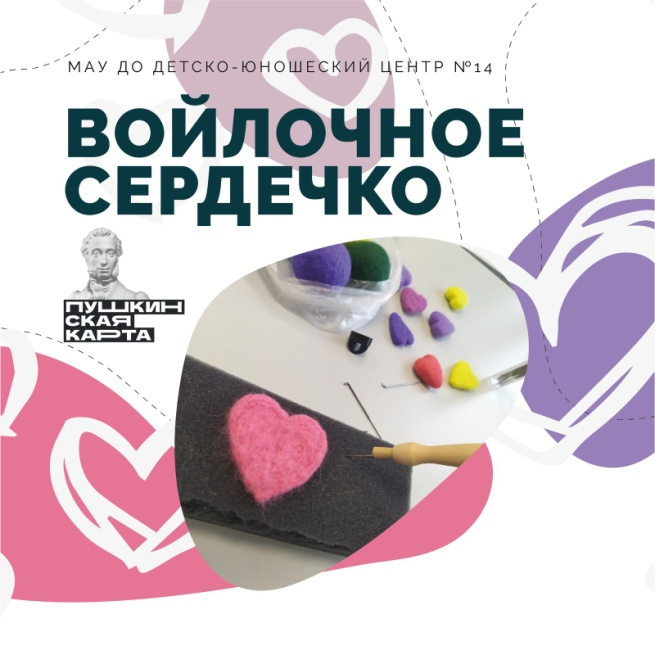 МАУ ДО ДЕТСКО-ЮНОШЕСКИЙ ЦЕНТР №14
ВОЙЛОЧНОЕ
СЕРДЕЧКО
ПУШКИН
СКАЯ
КАРТА